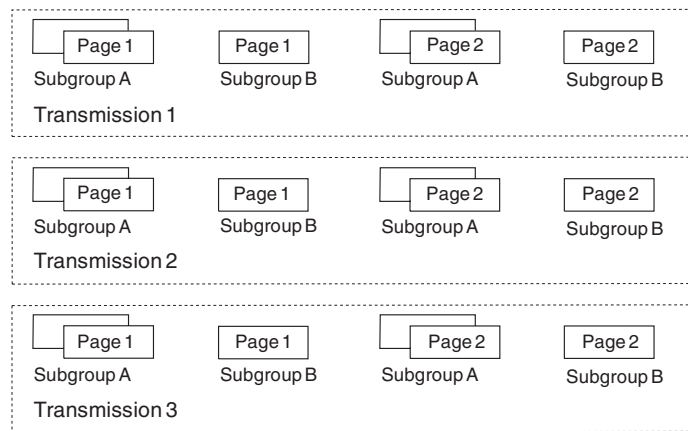 Page 1 Page 1 Page 2 Page 2
Subgroup A Subgroup B Subgroup A Subgroup B
Transmission 1
Page 1 Page 1 Page 2 Page 2
Subgroup A Subgroup B Subgroup A Subgroup B
Transmission 2
Page 1 Page 1 Page 2 Page 2
Subgroup A Subgroup B Subgroup A Subgroup B
Transmission 3